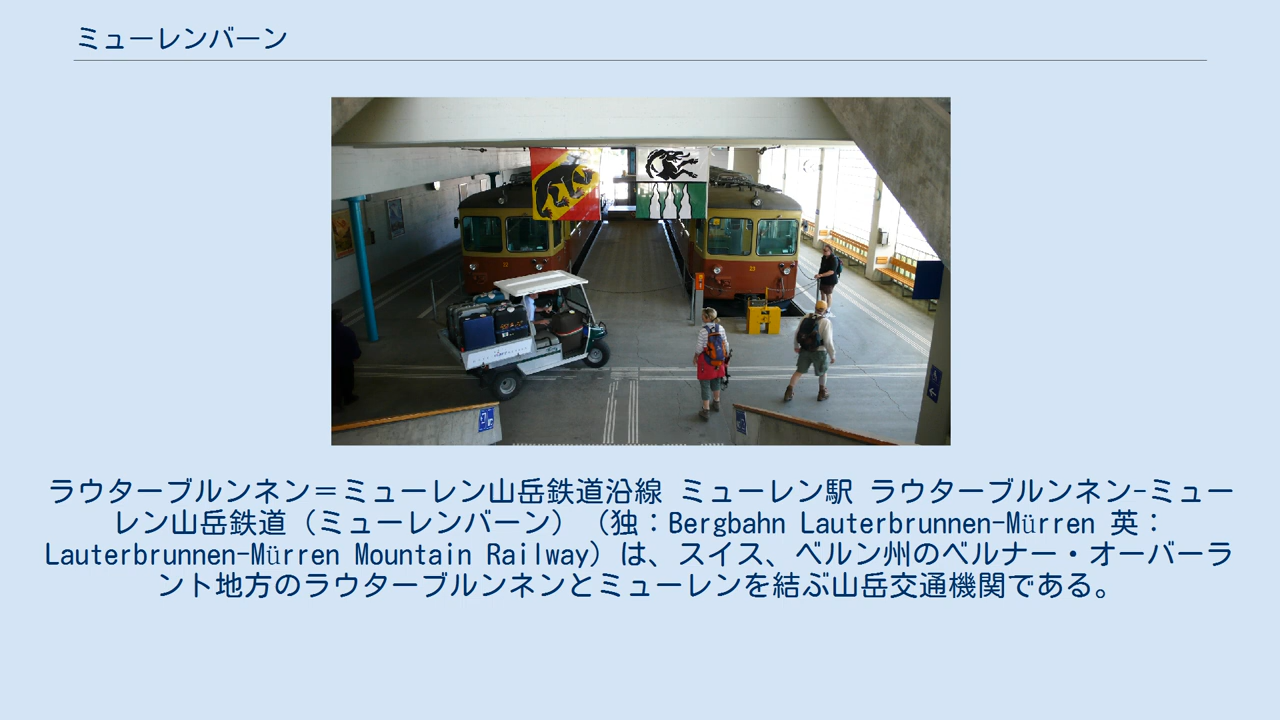 ミューレンバーン
ラウターブルンネン＝ミューレン山岳鉄道沿線 ミューレン駅 ラウターブルンネン-ミュー
レン山岳鉄道（ミューレンバーン）（独：Bergbahn Lauterbrunnen-Mürren 英：
Lauterbrunnen-Mürren Mountain Railway）は、スイス、ベルン州のベルナー・オーバーラ
ント地方のラウターブルンネンとミューレンを結ぶ山岳交通機関である。